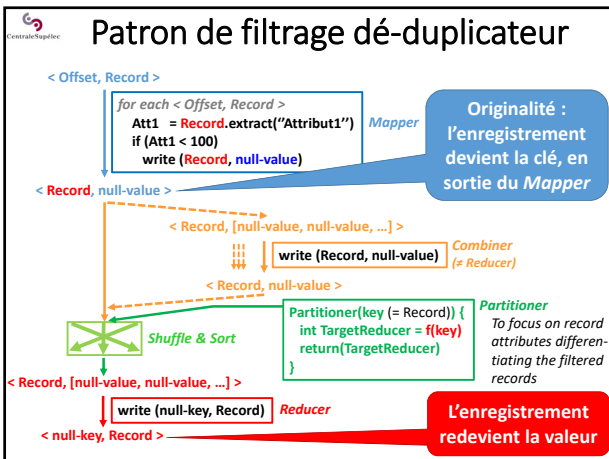 CentraleSupélec
Patron de filtrage dé-duplicateur
< Offset, Record >
for each < Offset, Record >
Att1 = Record.extract(”Attribut1”)
if (Att1 < 100)
write (Record, null-value)
Mapper
Originalité :
l’enregistrement
devient la clé, en
sortie du Mapper
< Record, null-value >
< Record, [null-value, null-value, …] >
write (Record, null-value)
Combiner
(≠ Reducer)
< Record, null-value >
Partitioner(key (= Record)) {
int TargetReducer = f(key)
return(TargetReducer)
}
Partitioner
To focus on record
attributes differen-
tiating the filtered
records
Shuffle & Sort
< Record, [null-value, null-value, …] >
write (null-key, Record)
Reducer
< null-key, Record >
L’enregistrement
redevient la valeur